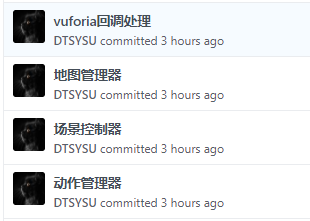 vuforia回调处理
DTSYSU committed 3 hours ago
地图管理器
DTSYSU committed 3 hours ago
场景控制器
DTSYSU committed 3 hours ago
动作管理器
DTSYSU committed 3 hours ago